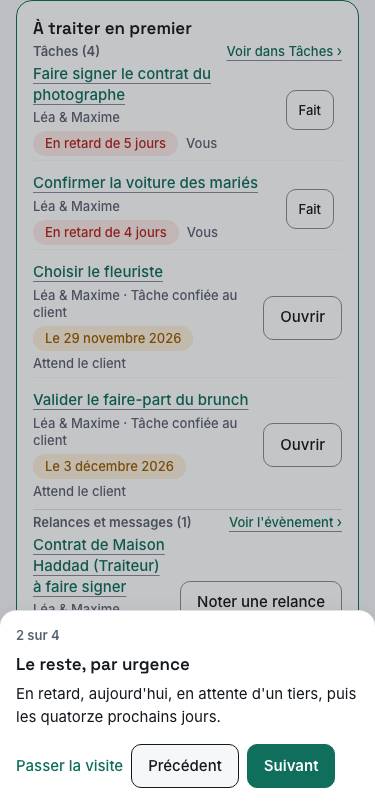 À traiter en premier
Tâches (4)
Voir dans Tâches ›
Faire signer le contrat du
photographe
Léa & Maxime
En retard de 5 jours
Vous
Fait
Confirmer la voiture des mariés
Léa & Maxime
En retard de 4 jours
Vous
Fait
Choisir le fleuriste
Léa & Maxime · Tâche confiée au
client
Le 29 novembre 2026
Attend le client
Ouvrir
Valider le faire-part du brunch
Léa & Maxime · Tâche confiée au
client
Le 3 décembre 2026
Attend le client
Ouvrir
Relances et messages (1)
Voir l'évènement ›
Contrat de Maison
Haddad (Traiteur)
à faire signer
Léa & Maxime
Noter une relance
2 sur 4
Le reste, par urgence
En retard, aujourd'hui, en attente d'un tiers, puis
les quatorze prochains jours.
Passer la visite
Précédent
Suivant